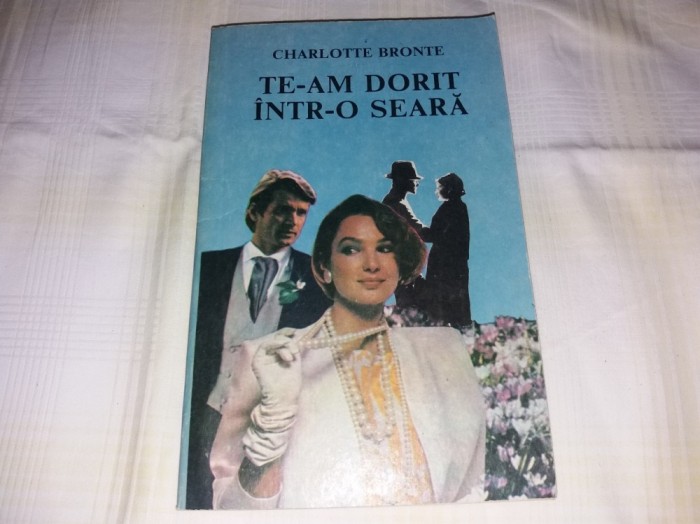 CHARLOTTE BRONTE
TE-AM DORIT
ÎNTR-O SEARĂ